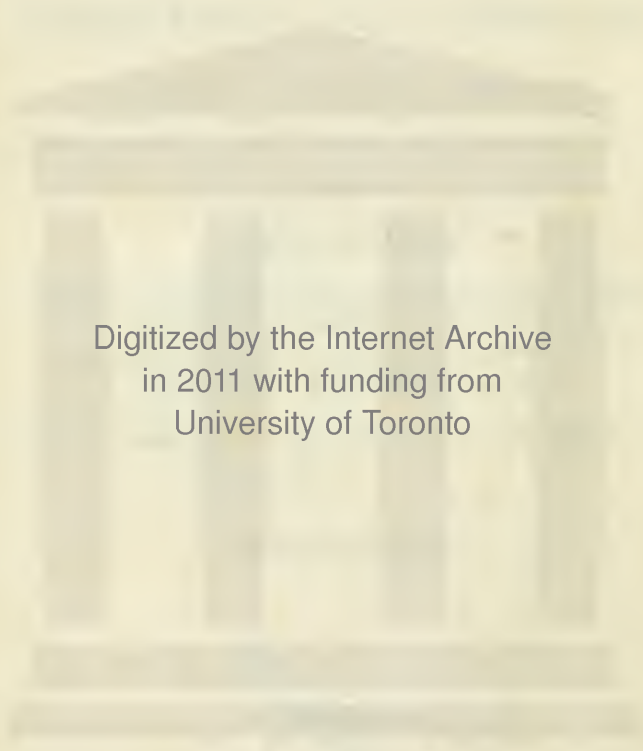 Digitized by the Internet Archive
in 2011 with funding from
University of Toronto